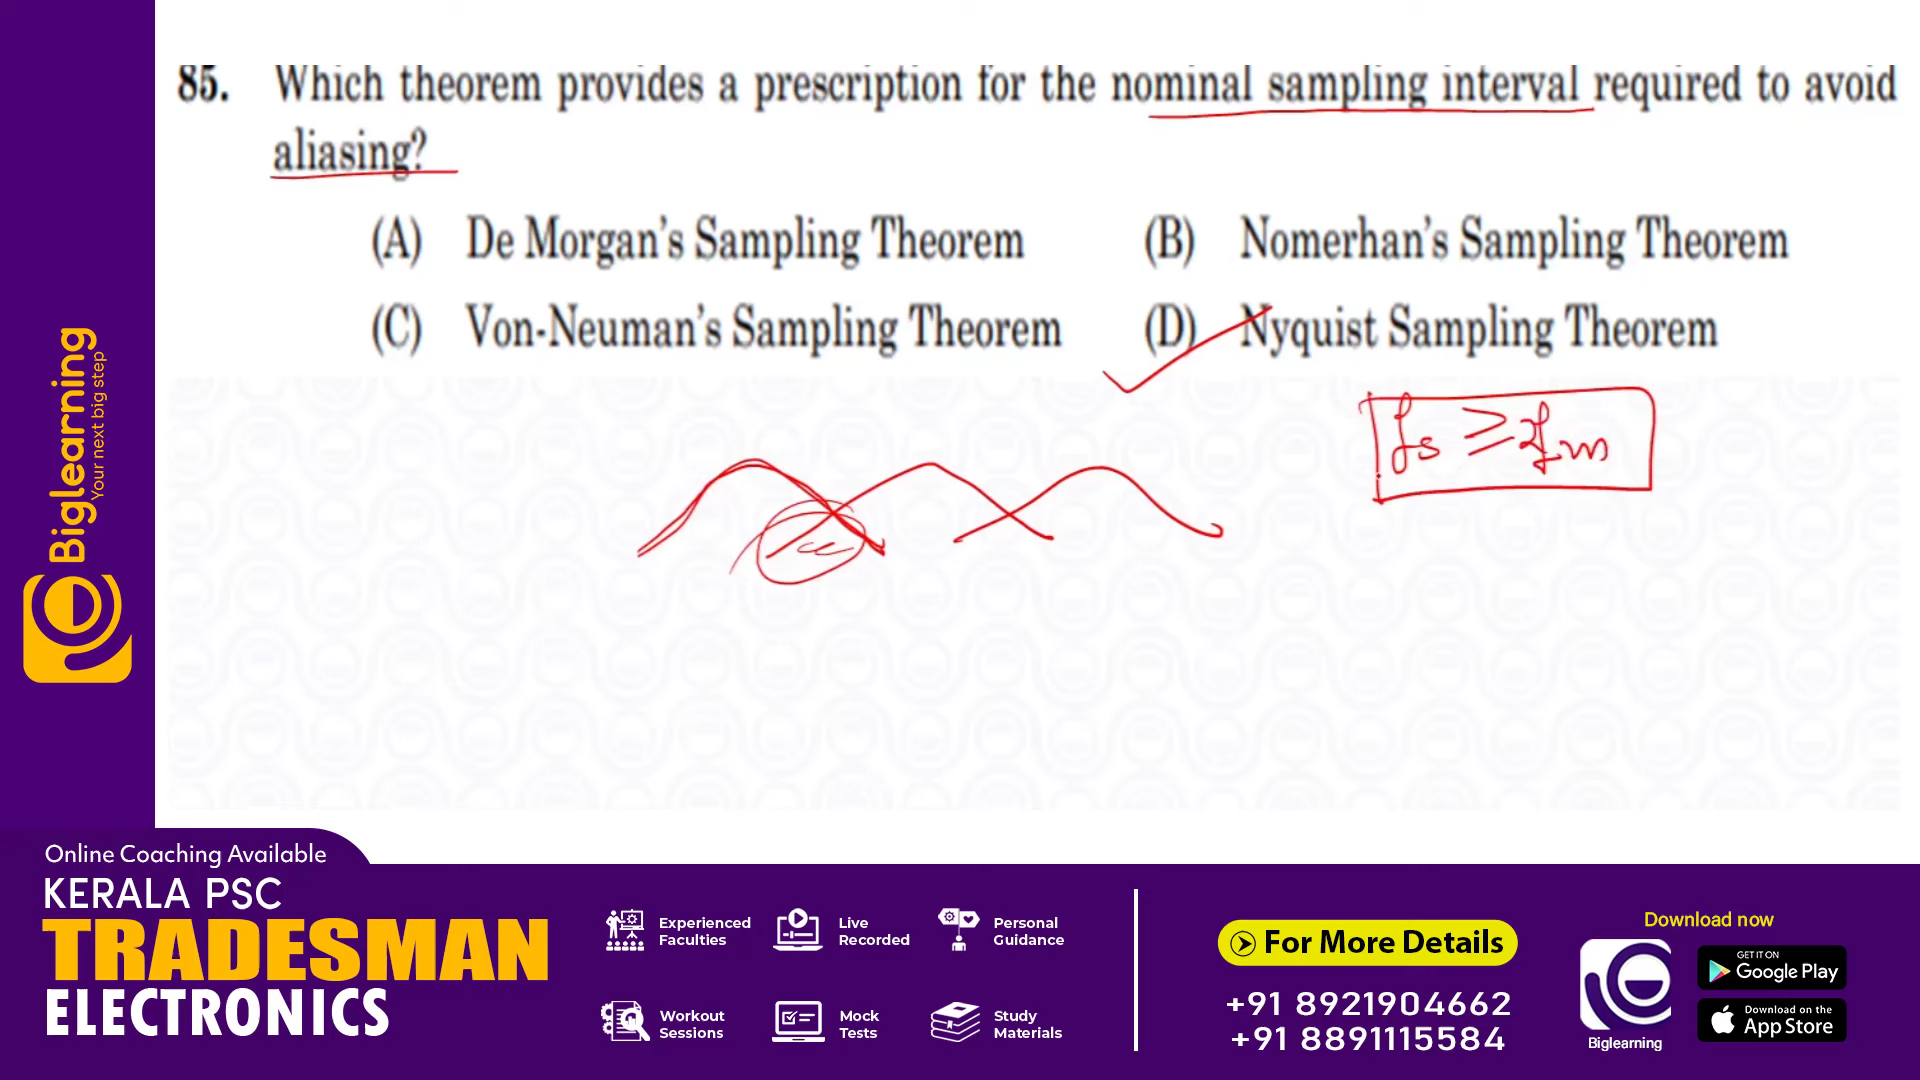 85. Which theorem provides a prescription for the nominal sampling interval required to avoid
aliasing?
(A) De Morgan's Sampling Theorem
(B) Nomerhan's Sampling Theorem
(C) Von-Neuman's Sampling Theorem
(D) Nyquist Sampling Theorem
fs ≥ 2fm
Biglearning
Your next big step
Online Coaching Available
KERALA PSC
TRADESMAN
ELECTRONICS
Experienced
Faculties
Live
Recorded
Personal
Guidance
Workout
Sessions
Mock
Tests
Study
Materials
For More Details
+91 8921904662
+91 8891115584
Download now
Biglearning
GET IT ON
Google Play
Download on the
App Store